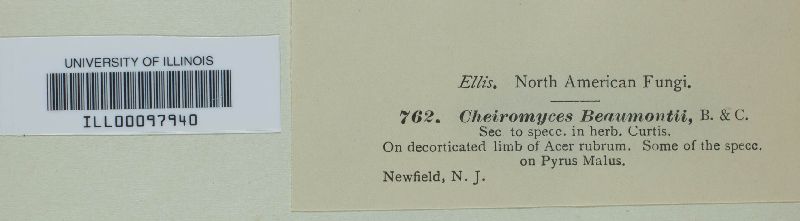 UNIVERSITY OF ILLINOIS
ILL00097940
Ellis. North American Fungi.
762. Cheiromyces Beaumontii, B. & C.
Sec to specc. in herb. Curtis.
On decorticated limb of Acer rubrum. Some of the specc.
on Pyrus Malus.
Newfield, N. J.